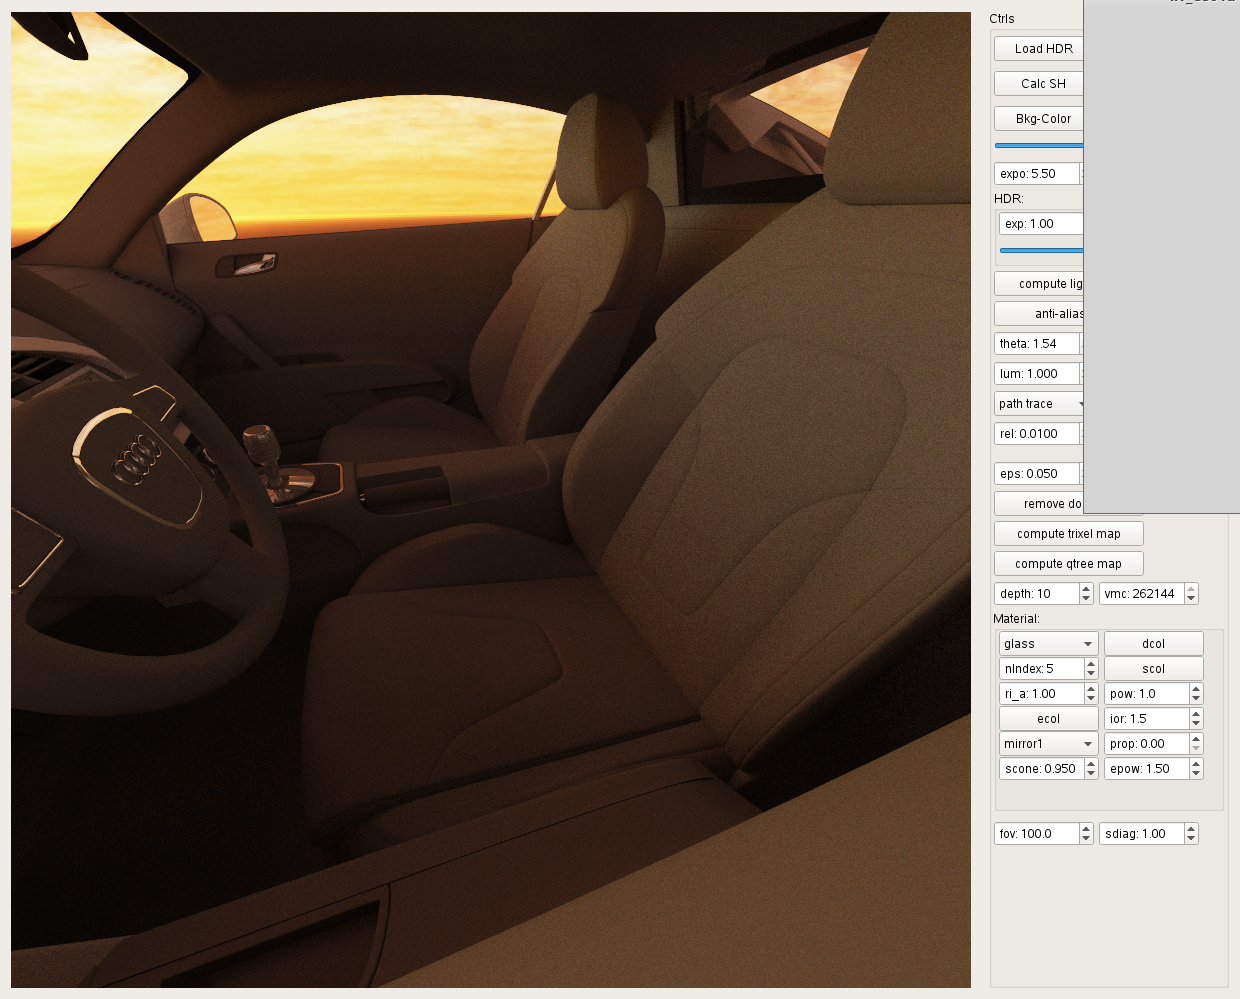 Ctrls
Load HDR
Calc SH
Bkg-Color
expo: 5.50
HDR:
exp: 1.00
compute lig
anti-alias
theta: 1.54
lum: 1.000
path trace
rel: 0.0100
eps: 0.050
remove do
compute trixel map
compute qtree map
depth: 10 vmc: 262144
Material:
glass dcol
nIndex: 5 scol
ri_a: 1.00 pow: 1.0
ecol ior: 1.5
mirror1 prop: 0.00
scone: 0.950 epow: 1.50
fov: 100.0 sdiag: 1.00